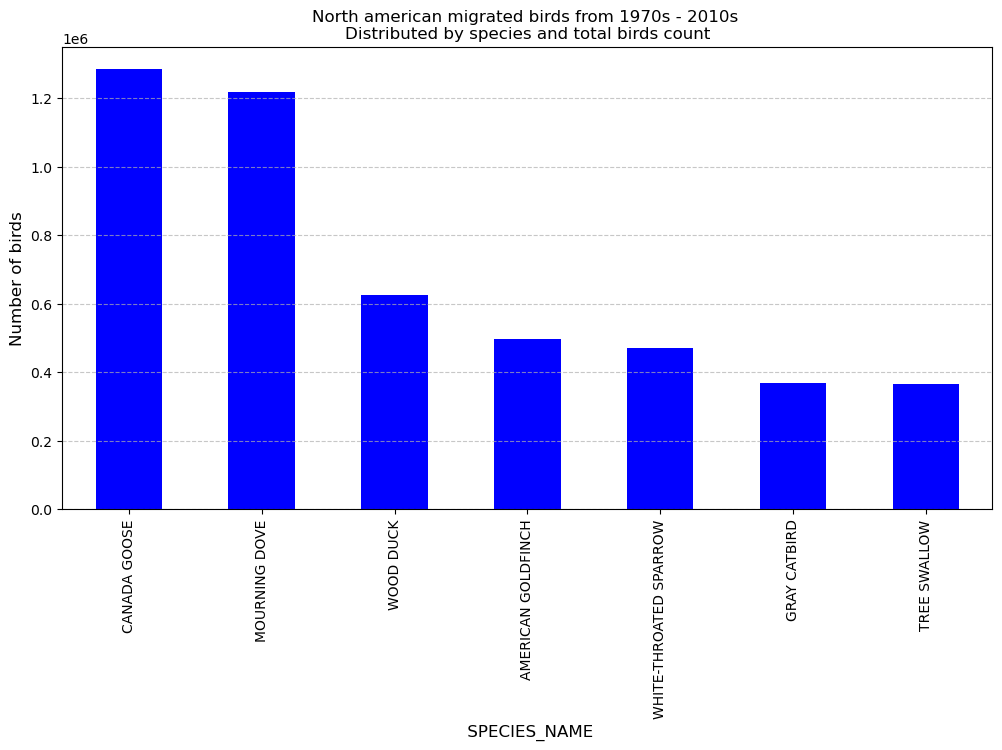 North american migrated birds from 1970s - 2010s
Distributed by species and total birds count
1e6
1.2
1.0
0.8
0.6
0.4
0.2
0.0
Number of birds
CANADA GOOSE
MOURNING DOVE
WOOD DUCK
AMERICAN GOLDFINCH
WHITE-THROATED SPARROW
GRAY CATBIRD
TREE SWALLOW
SPECIES_NAME